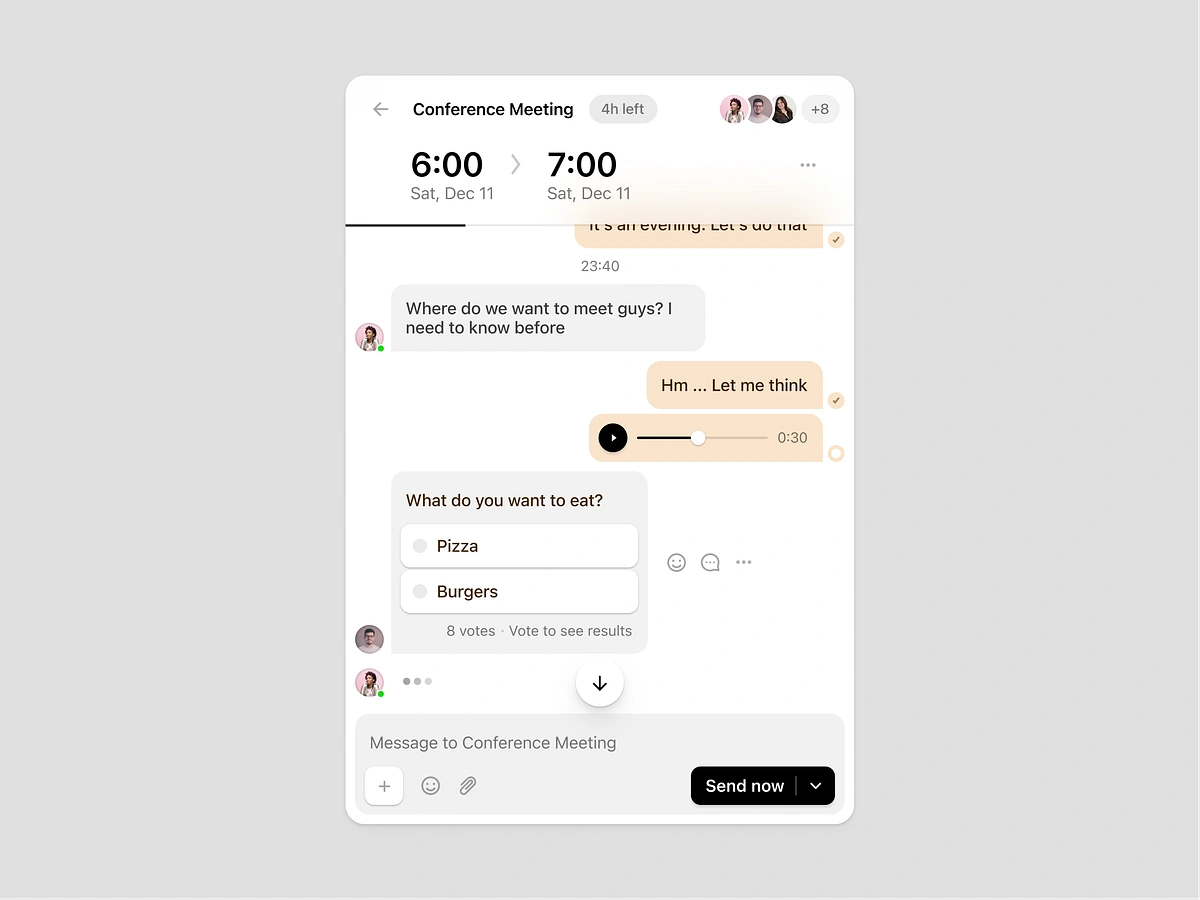 Conference Meeting
4h left
+8
6:00
7:00
Sat, Dec 11
Sat, Dec 11
It's an evening. Let's do that
23:40
Where do we want to meet guys? I
need to know before
Hm ... Let me think
0:30
What do you want to eat?
Pizza
Burgers
8 votes · Vote to see results
Message to Conference Meeting
Send now